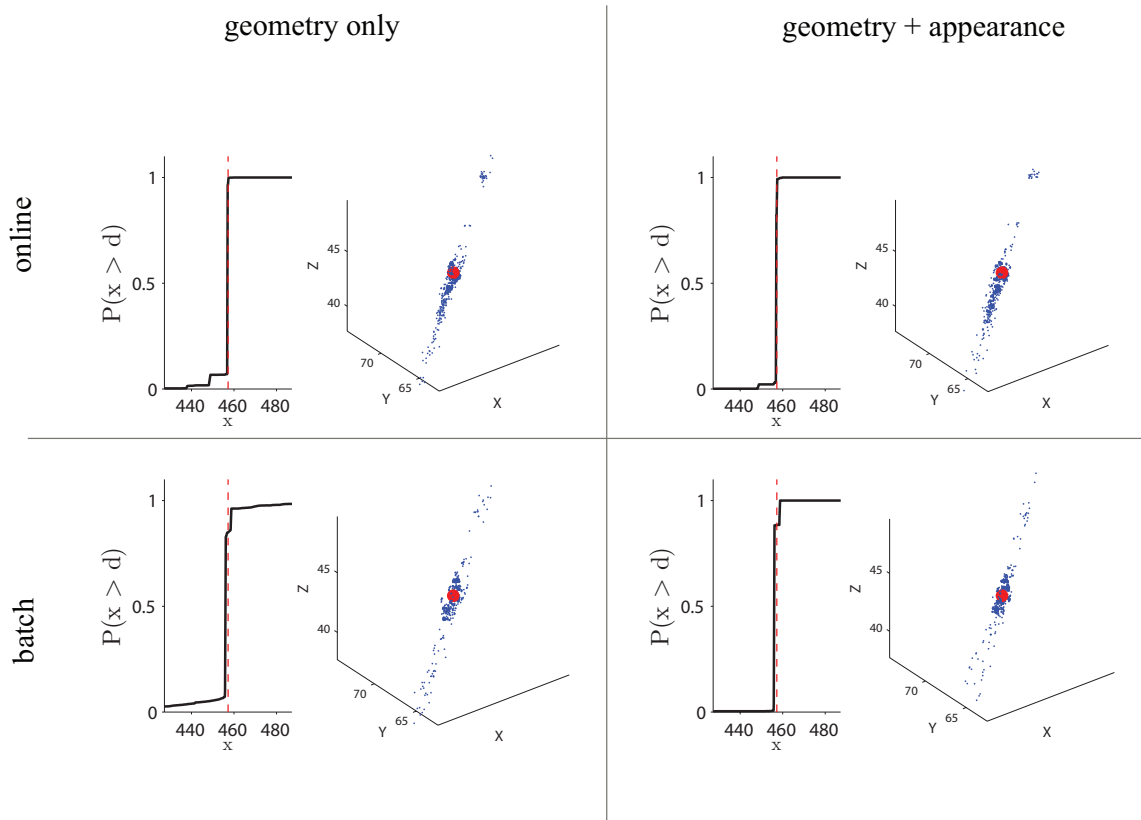 geometry only
geometry + appearance
online
P(x > d)
1
0.5
0
440 460 480
x
Z
45
40
70
65
Y
X
P(x > d)
1
0.5
0
440 460 480
x
Z
45
40
70
65
Y
X
batch
P(x > d)
1
0.5
0
440 460 480
x
Z
45
40
70
65
Y
X
P(x > d)
1
0.5
0
440 460 480
x
Z
45
40
70
65
Y
X